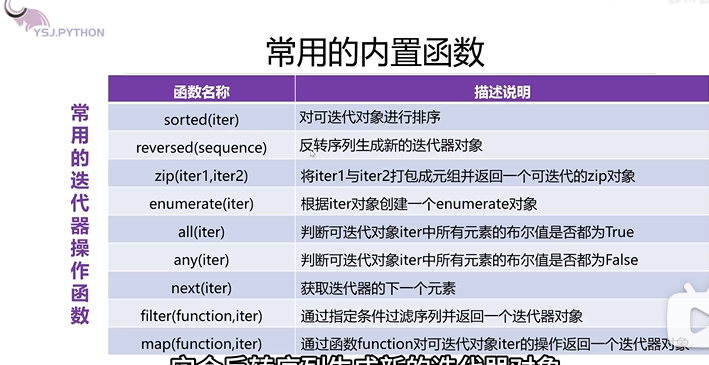 YSJ.PYTHON
常用的内置函数
常用的迭代器操作函数
函数名称 描述说明
sorted(iter) 对可迭代对象进行排序
reversed(sequence) 反转序列生成新的迭代器对象
zip(iter1,iter2) 将iter1与iter2打包成元组并返回一个可迭代的zip对象
enumerate(iter) 根据iter对象创建一个enumerate对象
all(iter) 判断可迭代对象iter中所有元素的布尔值是否都为True
any(iter) 判断可迭代对象iter中所有元素的布尔值是否都为False
next(iter) 获取迭代器的下一个元素
filter(function,iter) 通过指定条件过滤序列并返回一个迭代器对象
map(function,iter) 通过函数function对可迭代对象iter的操作返回一个迭代器对象
反转序列生成新的迭代器对象